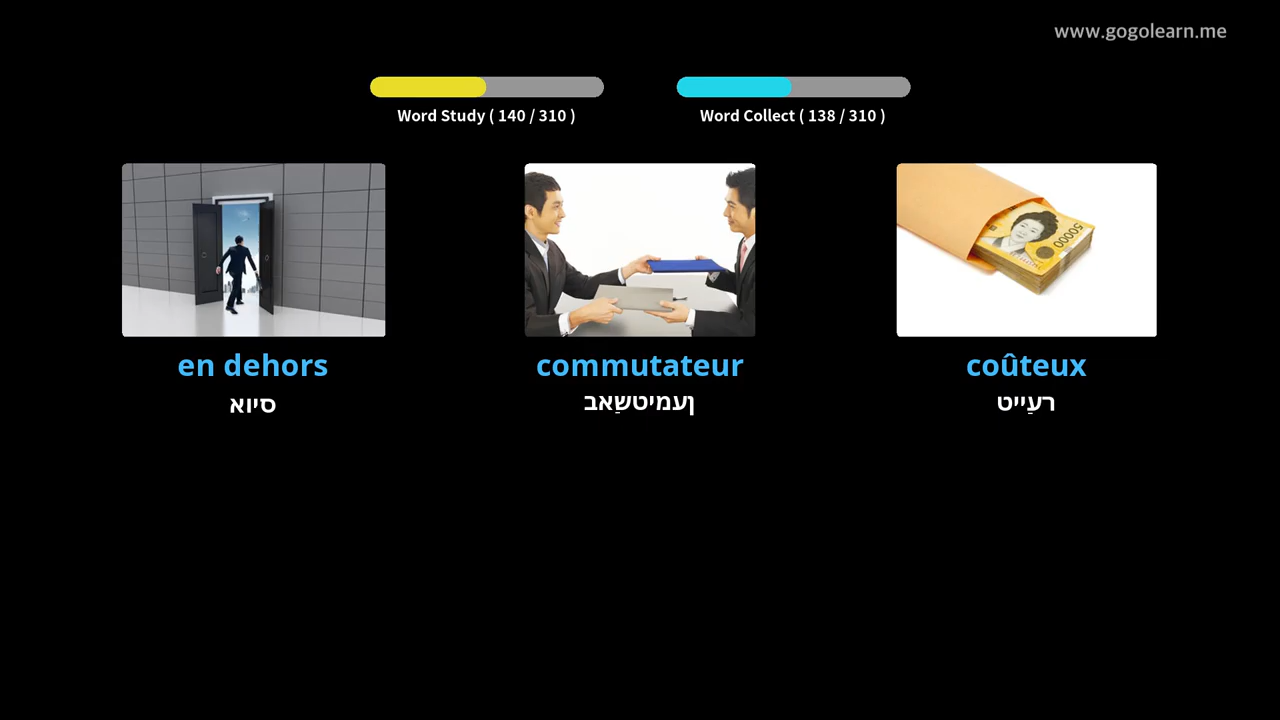 www.gogolearn.me
Word Study ( 140 / 310 )
Word Collect ( 138 / 310 )
en dehors
סיוא
commutateur
ןעמיטשַאב
coûteux
רעַייט
50000